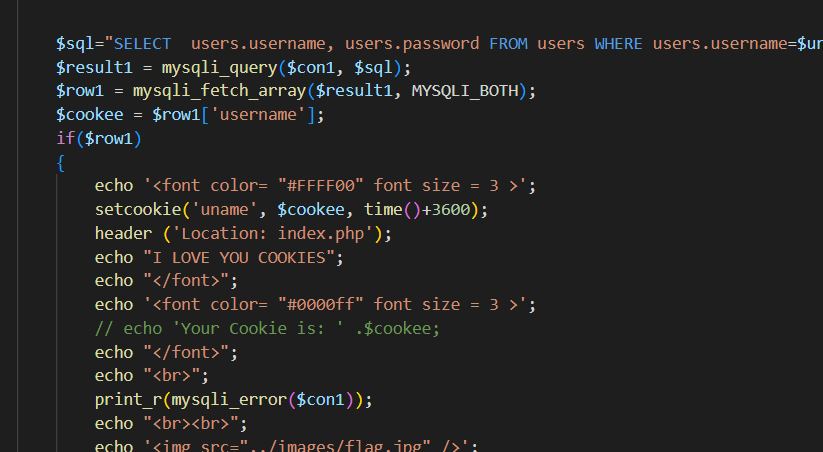 $sql="SELECT  users.username, users.password FROM users WHERE users.username=$un
$result1 = mysqli_query($con1, $sql);
$row1 = mysqli_fetch_array($result1, MYSQLI_BOTH);
$cookee = $row1['username'];
if($row1)
{
echo '<font color= "#FFFF00" font size = 3 >';
setcookie('uname', $cookee, time()+3600);
header ('Location: index.php');
echo "I LOVE YOU COOKIES";
echo "</font>";
echo '<font color= "#0000ff" font size = 3 >';
// echo 'Your Cookie is: ' .$cookee;
echo "</font>";
echo "<br>";
print_r(mysqli_error($con1));
echo "<br><br>";
echo '<img src="../images/flag.jpg" />';